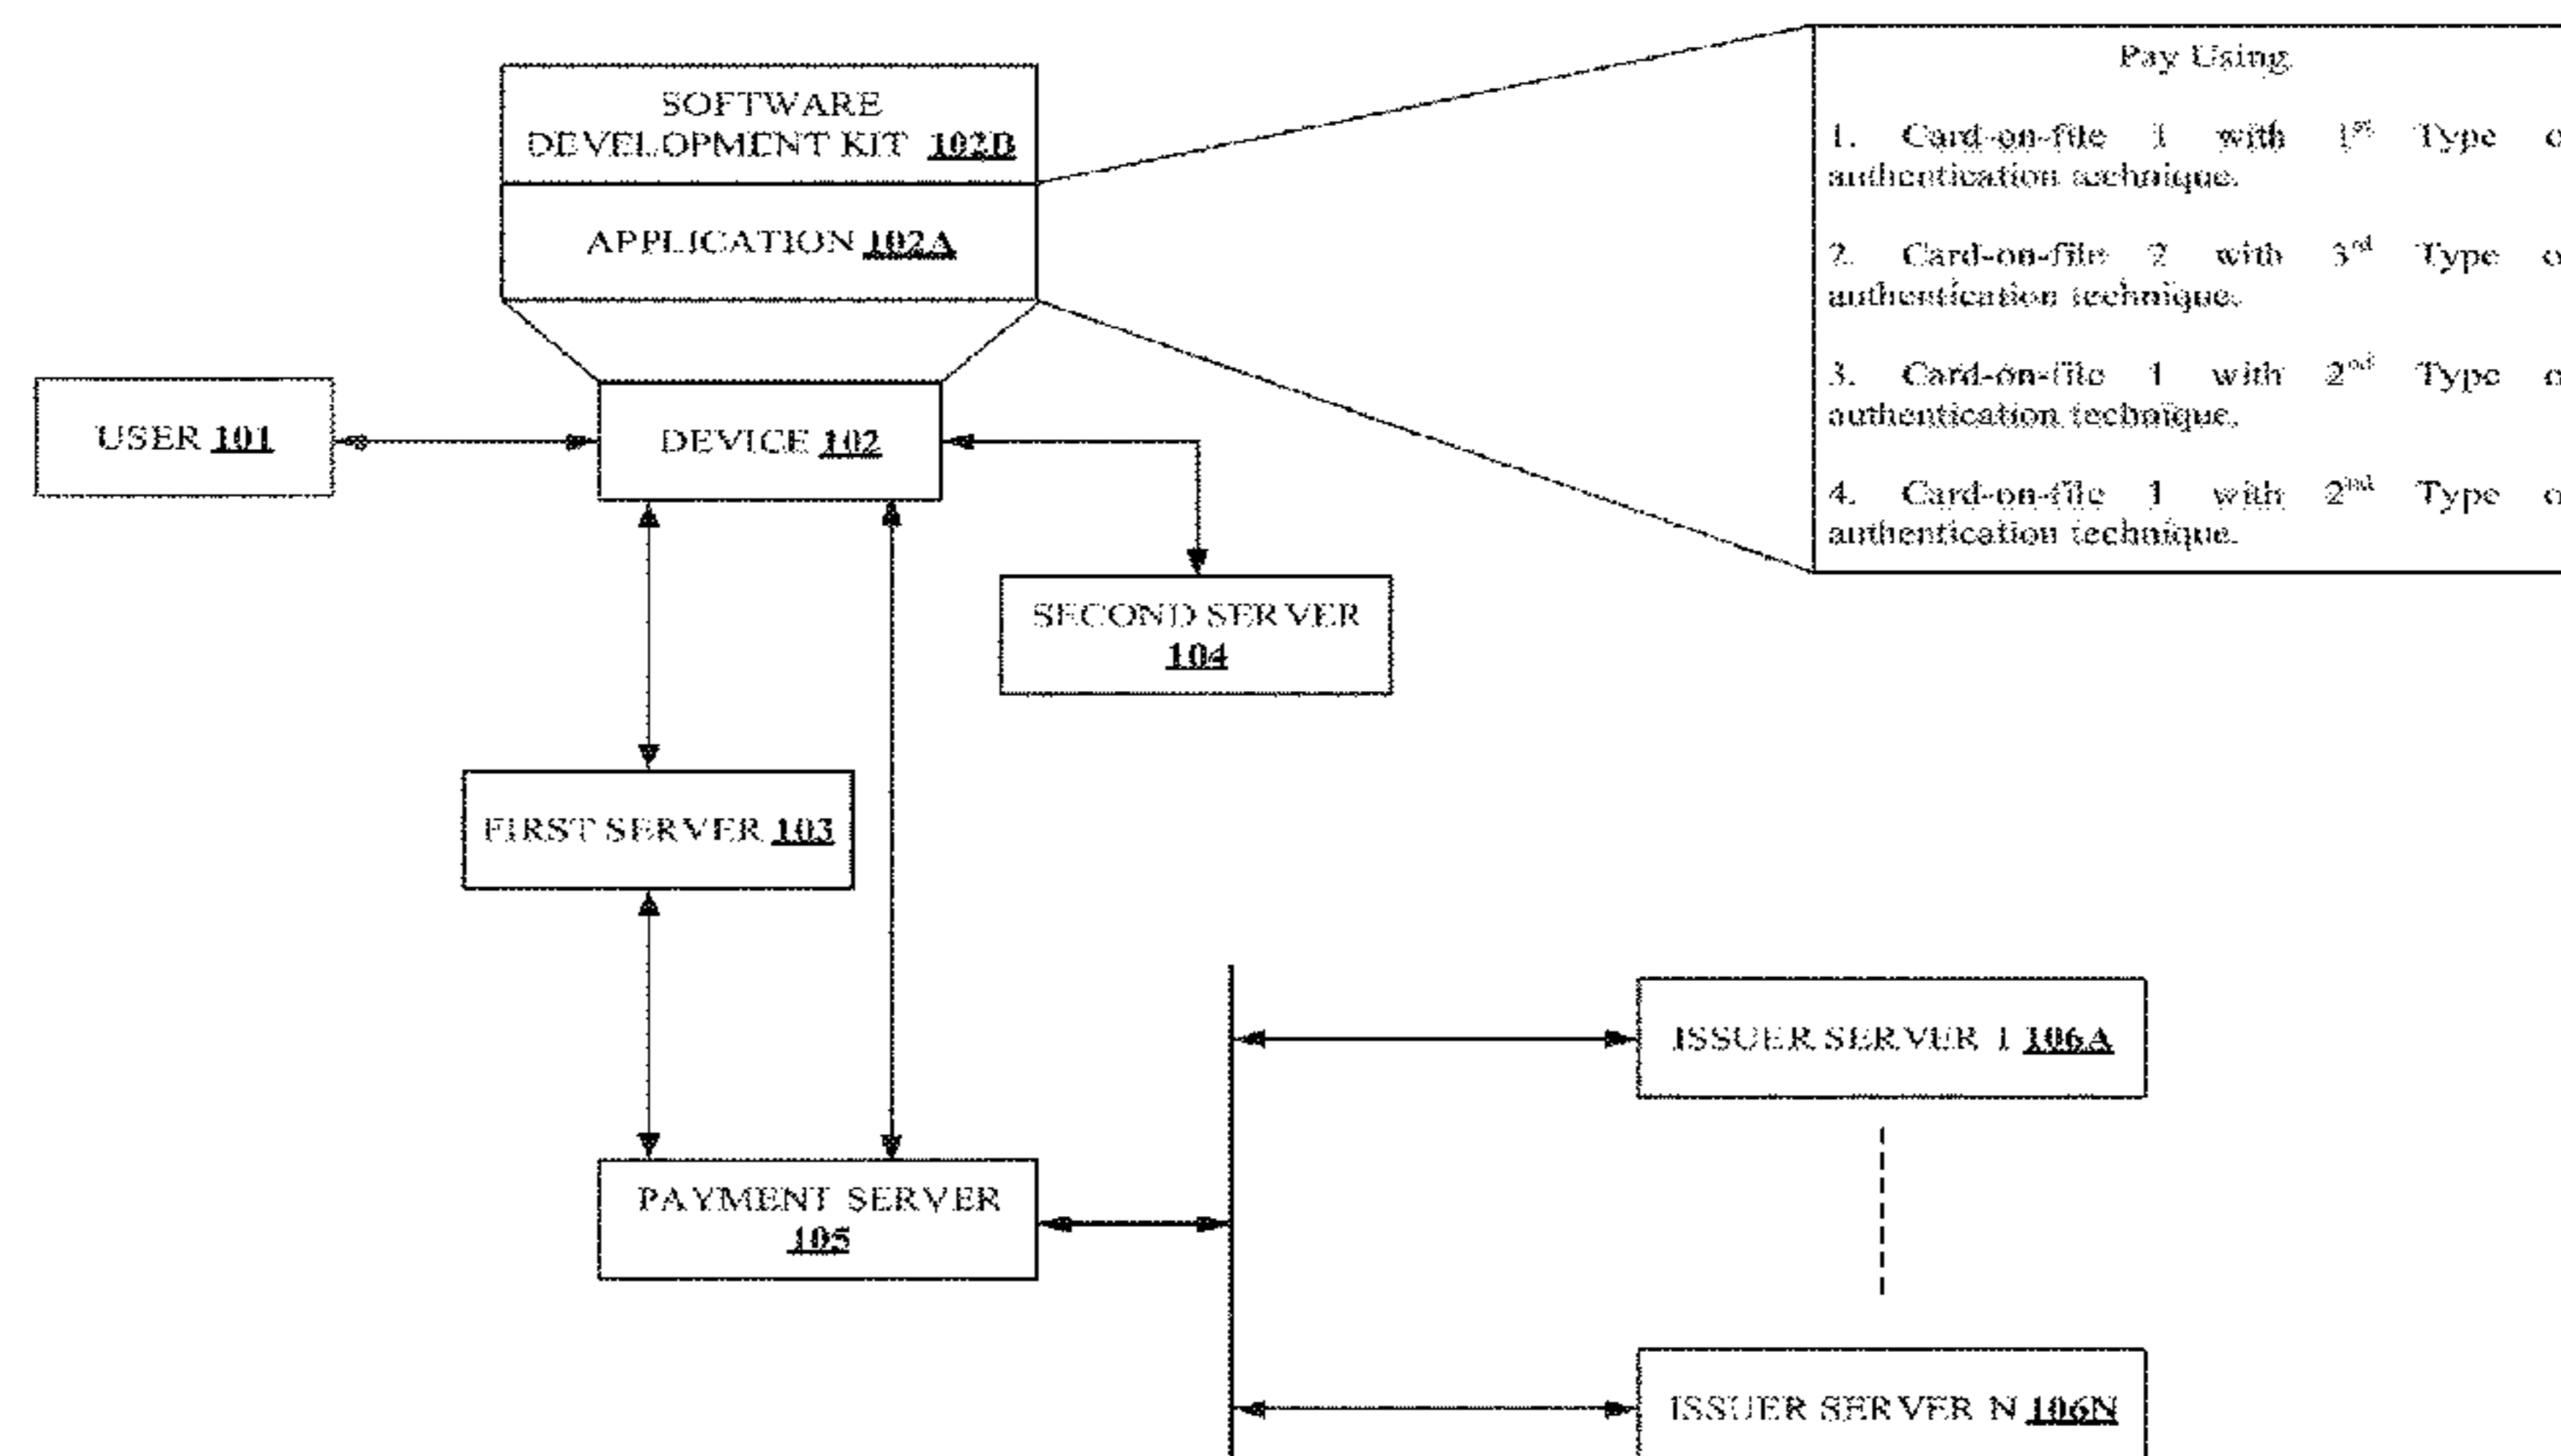 SOFTWARE
DEVELOPMENT KIT 102B
APPLICATION 102A
Pay Using
1. Card-on-file 1 with 1st Type o
authentication technique.
2. Card-on-file 2 with 3rd Type o
authentication technique.
3. Card-on-file 1 with 2nd Type o
authentication technique.
4. Card-on-file 1 with 2nd Type o
authentication technique.
USER 101
DEVICE 102
SECOND SERVER
104
FIRST SERVER 103
PAYMENT SERVER
105
ISSUER SERVER 1 106A
ISSUER SERVER N 106N